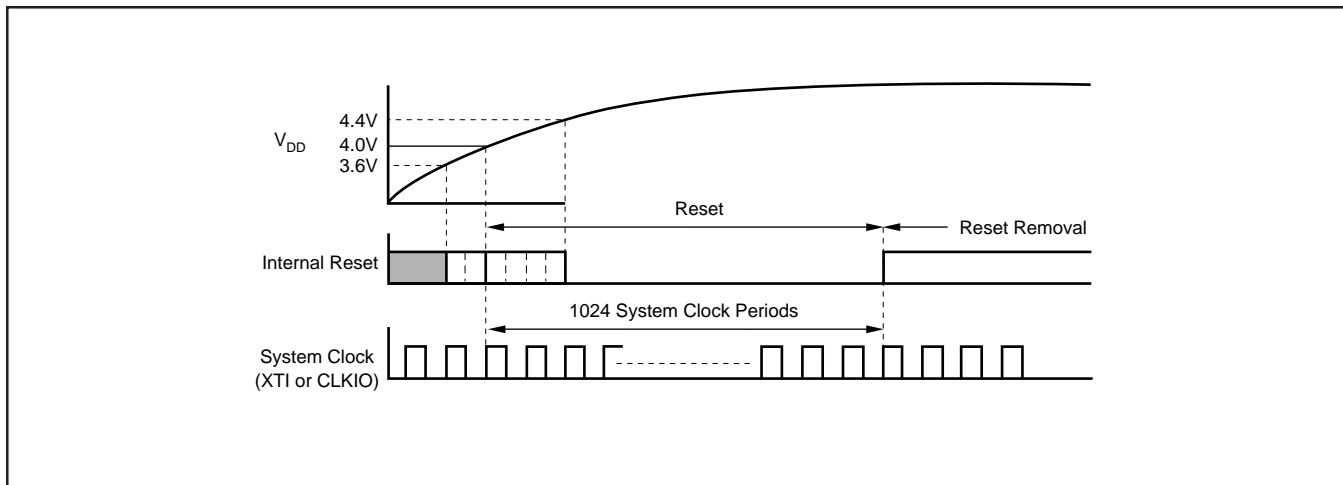 4.4V
V_DD 4.0V
3.6V
Reset
Reset Removal
Internal Reset
1024 System Clock Periods
System Clock
(XTI or CLKIO)